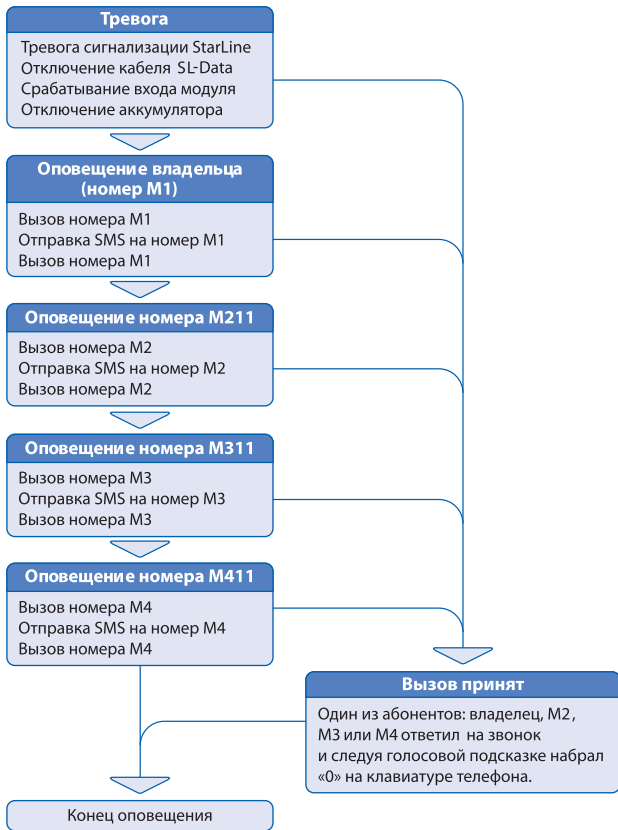 Тревога
Тревога сигнализации StarLine
Отключение кабеля SL-Data
Срабатывание входа модуля
Отключение аккумулятора
Оповещение владельца
(номер М1)
Вызов номера М1
Отправка SMS на номер М1
Вызов номера М1
Оповещение номера М211
Вызов номера М2
Отправка SMS на номер М2
Вызов номера М2
Оповещение номера М311
Вызов номера М3
Отправка SMS на номер М3
Вызов номера М3
Оповещение номера М411
Вызов номера М4
Отправка SMS на номер М4
Вызов номера М4
Вызов принят
Один из абонентов: владелец, М2,
М3 или М4 ответил на звонок
и следуя голосовой подсказке набрал
«0» на клавиатуре телефона.
Конец оповещения